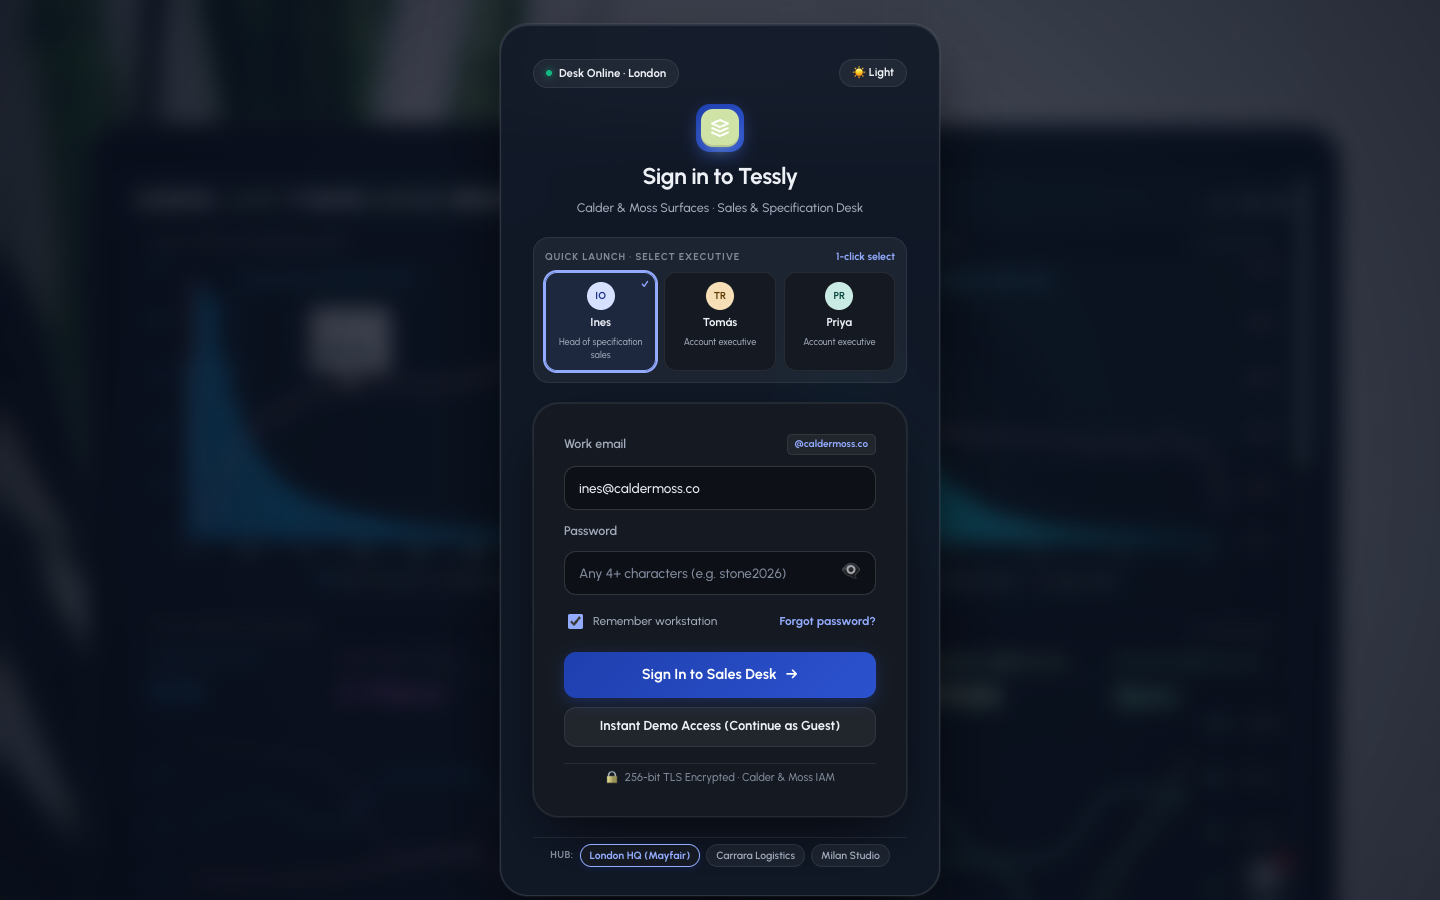 Desk Online · London
☀️ Light
Sign in to Tessly
Calder & Moss Surfaces · Sales & Specification Desk
QUICK LAUNCH · SELECT EXECUTIVE
1-click select
IO
Ines
Head of specification
sales
TR
Tomás
Account executive
PR
Priya
Account executive
Work email
@caldermoss.co
ines@caldermoss.co
Password
Any 4+ characters (e.g. stone2026)
Remember workstation
Forgot password?
Sign In to Sales Desk →
Instant Demo Access (Continue as Guest)
🔒 256-bit TLS Encrypted · Calder & Moss IAM
HUB:
London HQ (Mayfair)
Carrara Logistics
Milan Studio